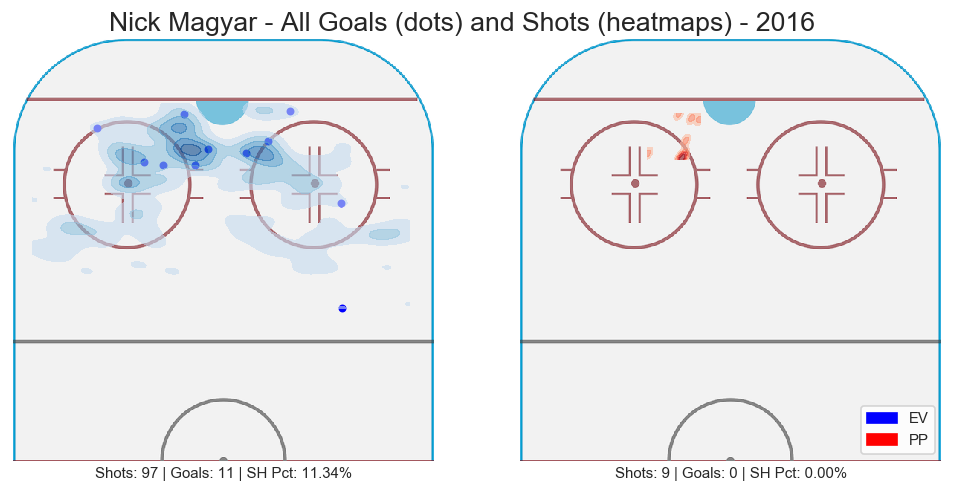 Nick Magyar - All Goals (dots) and Shots (heatmaps) - 2016
EV
PP
Shots: 97 | Goals: 11 | SH Pct: 11.34%
Shots: 9 | Goals: 0 | SH Pct: 0.00%